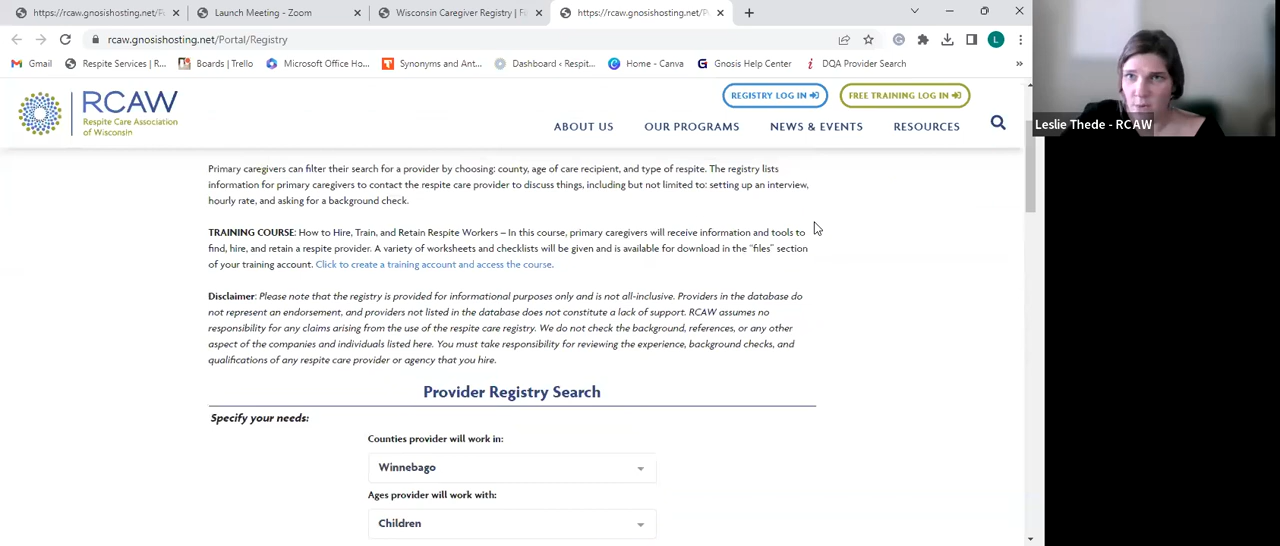 https://rcaw.gnosishosting.net/P
Launch Meeting - Zoom
Wisconsin Caregiver Registry | Fi
https://rcaw.gnosishosting.net/P
rcaw.gnosishosting.net/Portal/Registry
L
Gmail
Respite Services | R...
Boards | Trello
Microsoft Office Ho...
Synonyms and Ant...
Dashboard ‹ Respit...
Home - Canva
Gnosis Help Center
DQA Provider Search
»
RCAW
Respite Care Association
of Wisconsin
REGISTRY LOG IN
FREE TRAINING LOG IN
ABOUT US
OUR PROGRAMS
NEWS & EVENTS
RESOURCES
Leslie Thede - RCAW
Primary caregivers can filter their search for a provider by choosing: county, age of care recipient, and type of respite. The registry lists
information for primary caregivers to contact the respite care provider to discuss things, including but not limited to: setting up an interview,
hourly rate, and asking for a background check.
TRAINING COURSE: How to Hire, Train, and Retain Respite Workers – In this course, primary caregivers will receive information and tools to
find, hire, and retain a respite provider. A variety of worksheets and checklists will be given and is available for download in the "files" section
of your training account. Click to create a training account and access the course.
Disclaimer: Please note that the registry is provided for informational purposes only and is not all-inclusive. Providers in the database do
not represent an endorsement, and providers not listed in the database does not constitute a lack of support. RCAW assumes no
responsibility for any claims arising from the use of the respite care registry. We do not check the background, references, or any other
aspect of the companies and individuals listed here. You must take responsibility for reviewing the experience, background checks, and
qualifications of any respite care provider or agency that you hire.
Provider Registry Search
Specify your needs:
Counties provider will work in:
Winnebago
Ages provider will work with:
Children